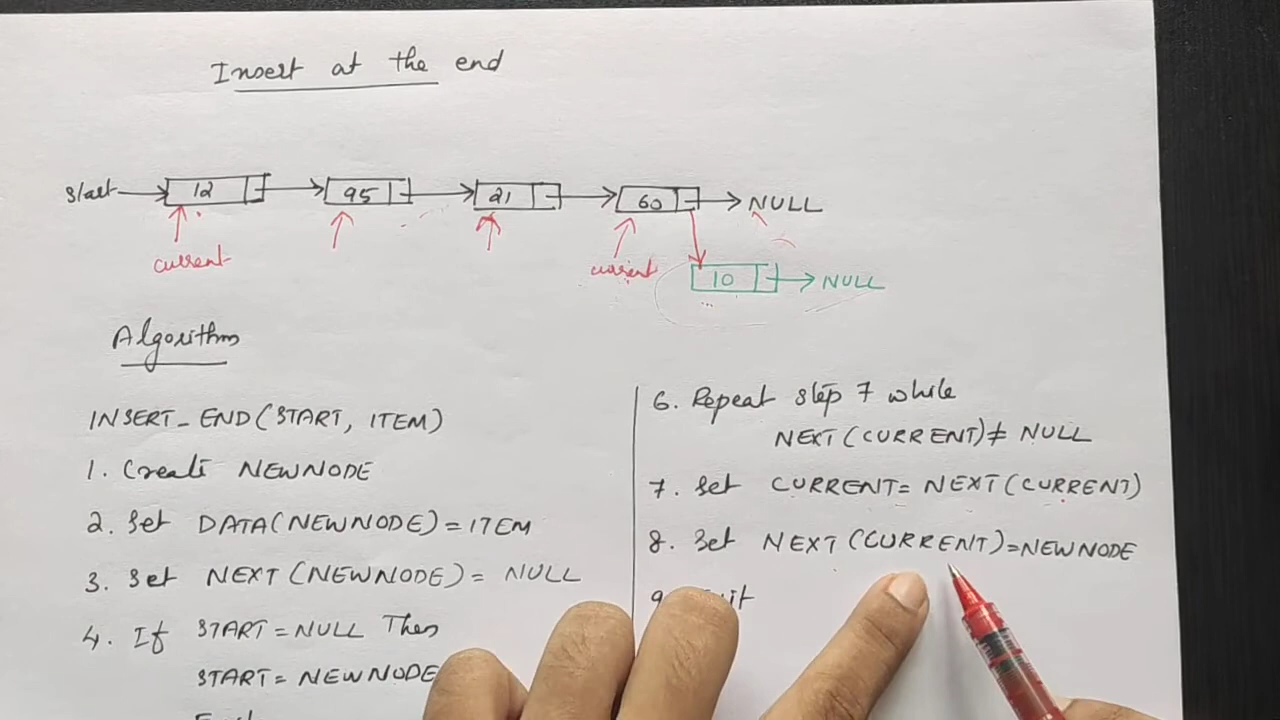 Insert at the end
Start 12 95 21 60 NULL
current current
10 NULL
Algorithm
INSERT_END(START, ITEM)
1. Create NEWNODE
2. Set DATA(NEWNODE) = ITEM
3. Set NEXT(NEWNODE) = NULL
4. If START = NULL Then
START = NEWNODE
6. Repeat step 7 while
NEXT(CURRENT) ≠ NULL
7. Set CURRENT = NEXT(CURRENT)
8. Set NEXT(CURRENT) = NEWNODE
9.